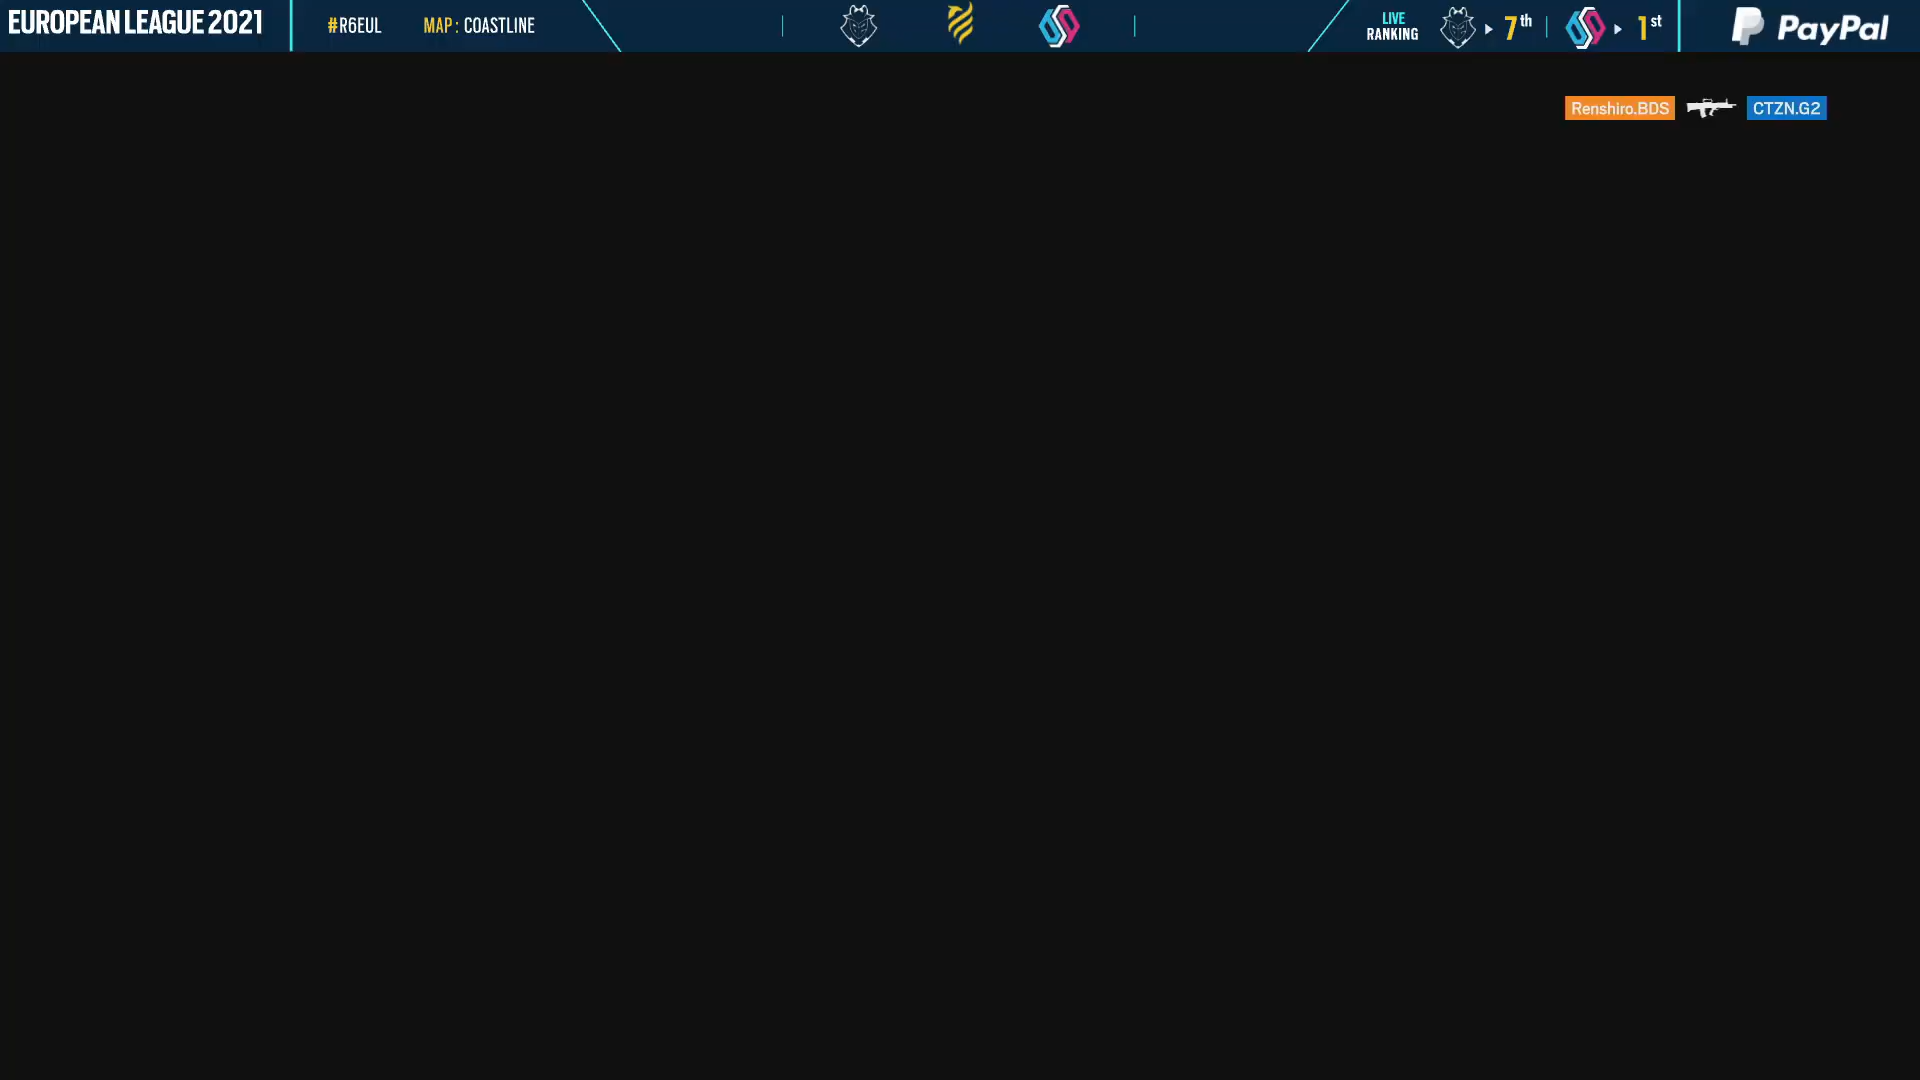 EUROPEAN LEAGUE 2021
#R6EUL
MAP : COASTLINE
LIVE RANKING
7th
1st
PayPal
Renshiro.BDS
CTZN.G2